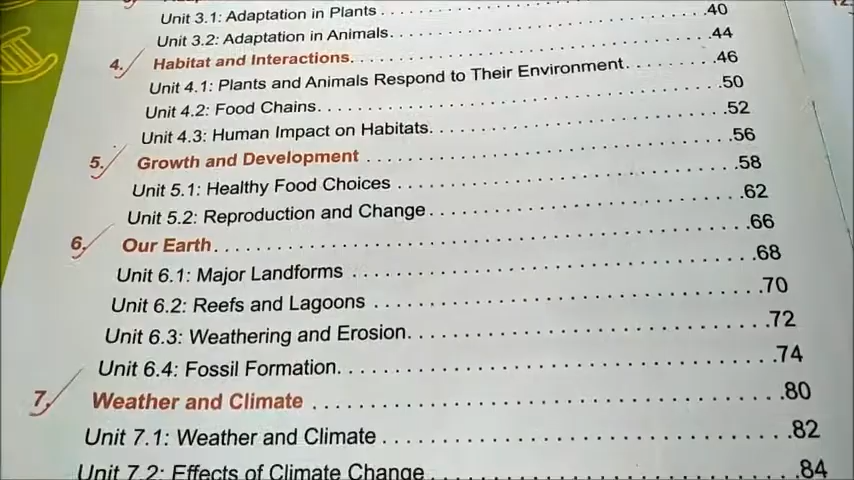 Unit 3.1: Adaptation in Plants
Unit 3.2: Adaptation in Animals. . . . . . . . . . 40
4. Habitat and Interactions. . . . . . . . . . 44
Unit 4.1: Plants and Animals Respond to Their Environment. . . . . . . . . . 46
Unit 4.2: Food Chains. . . . . . . . . . 50
Unit 4.3: Human Impact on Habitats. . . . . . . . . . 52
5. Growth and Development . . . . . . . . . . 56
Unit 5.1: Healthy Food Choices . . . . . . . . . . 58
Unit 5.2: Reproduction and Change. . . . . . . . . . 62
6. Our Earth. . . . . . . . . . 66
Unit 6.1: Major Landforms . . . . . . . . . . 68
Unit 6.2: Reefs and Lagoons . . . . . . . . . . 70
Unit 6.3: Weathering and Erosion. . . . . . . . . . 72
Unit 6.4: Fossil Formation. . . . . . . . . . 74
7. Weather and Climate . . . . . . . . . . 80
Unit 7.1: Weather and Climate . . . . . . . . . . 82
Unit 7.2: Effects of Climate Change. . . . . . . . . . 84